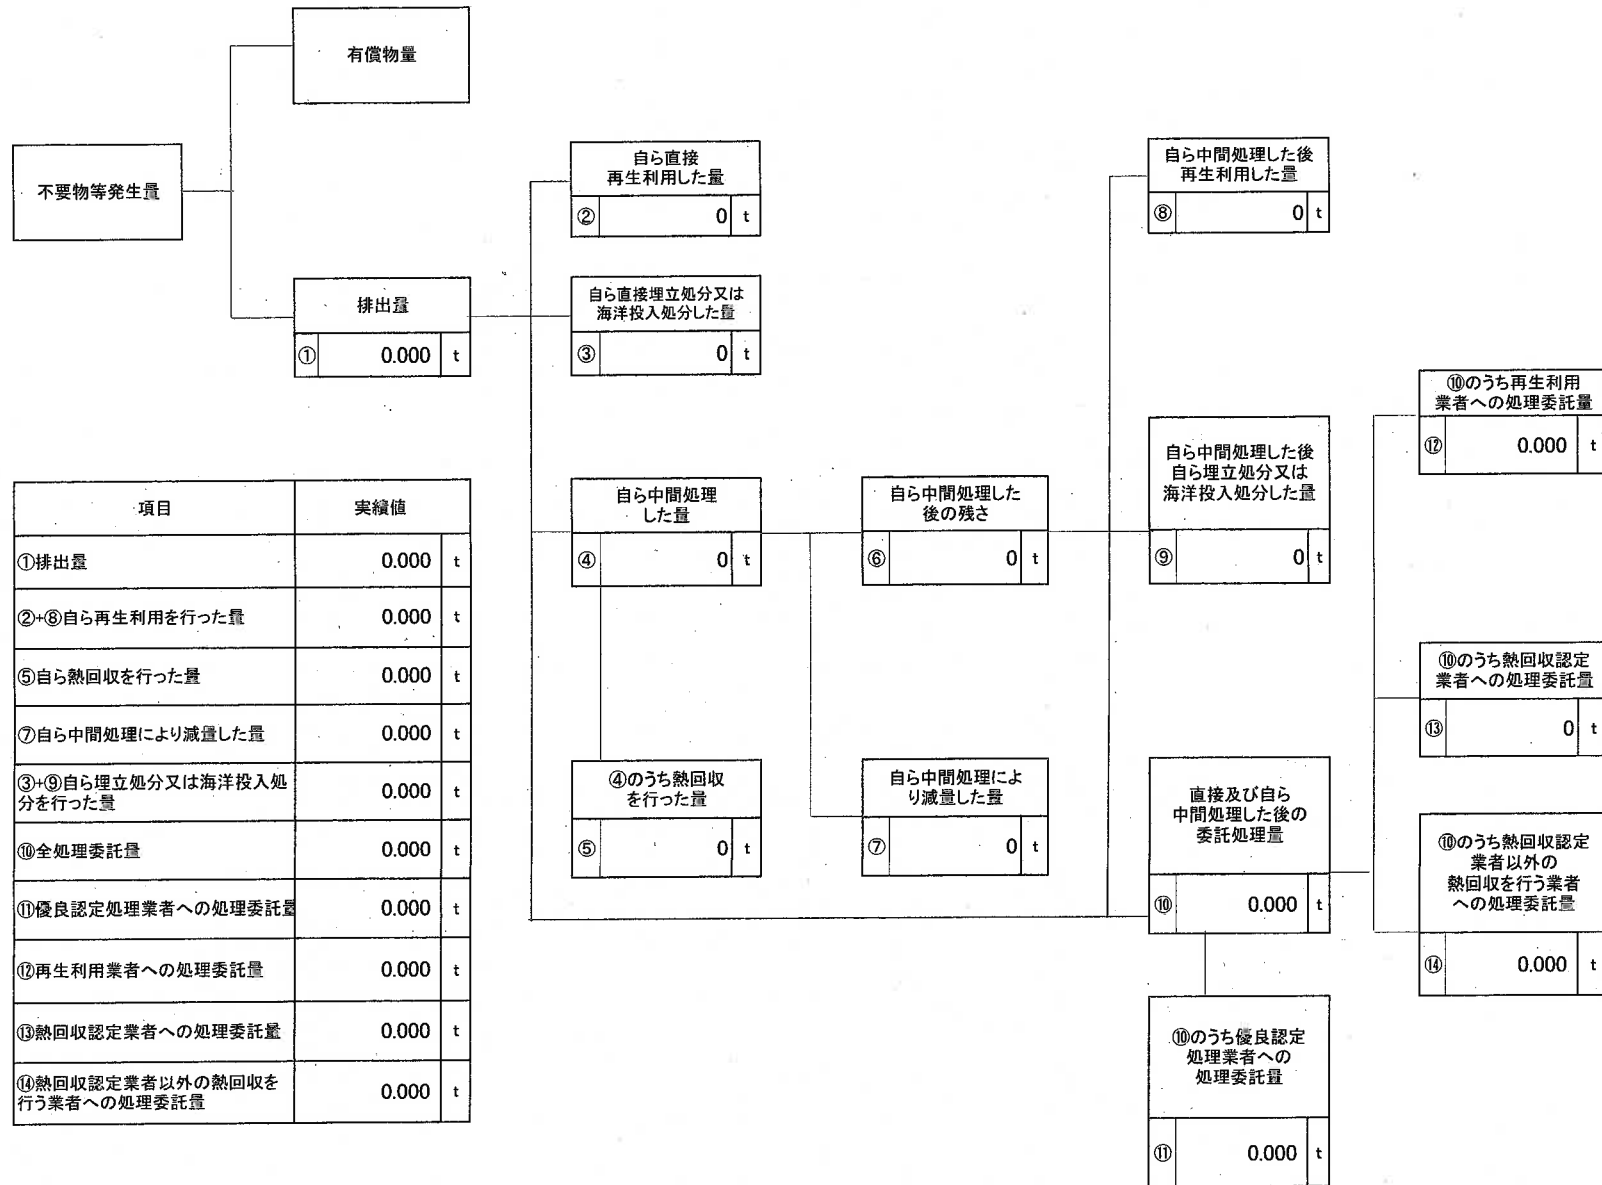 有償物量
不要物等発生量
排出量
① 0.000 t
自ら直接
再生利用した量
② 0 t
自ら直接埋立処分又は
海洋投入処分した量
③ 0 t
自ら中間処理
した量
④ 0 t
④のうち熱回収
を行った量
⑤ 0 t
自ら中間処理した
後の残さ
⑥ 0 t
自ら中間処理によ
り減量した量
⑦ 0 t
自ら中間処理した後
再生利用した量
⑧ 0 t
自ら中間処理した後
自ら埋立処分又は
海洋投入処分した量
⑨ 0 t
直接及び自ら
中間処理した後の
委託処理量
⑩ 0.000 t
⑩のうち優良認定
処理業者への
処理委託量
⑪ 0.000 t
⑩のうち再生利用
業者への処理委託量
⑫ 0.000 t
⑩のうち熱回収認定
業者への処理委託量
⑬ 0 t
⑩のうち熱回収認定
業者以外の
熱回収を行う業者
への処理委託量
⑭ 0.000 t
項目 実績値
①排出量 0.000 t
②+⑧自ら再生利用を行った量 0.000 t
⑤自ら熱回収を行った量 0.000 t
⑦自ら中間処理により減量した量 0.000 t
③+⑨自ら埋立処分又は海洋投入処
分を行った量 0.000 t
⑩全処理委託量 0.000 t
⑪優良認定処理業者への処理委託量 0.000 t
⑫再生利用業者への処理委託量 0.000 t
⑬熱回収認定業者への処理委託量 0.000 t
⑭熱回収認定業者以外の熱回収を
行う業者への処理委託量 0.000 t